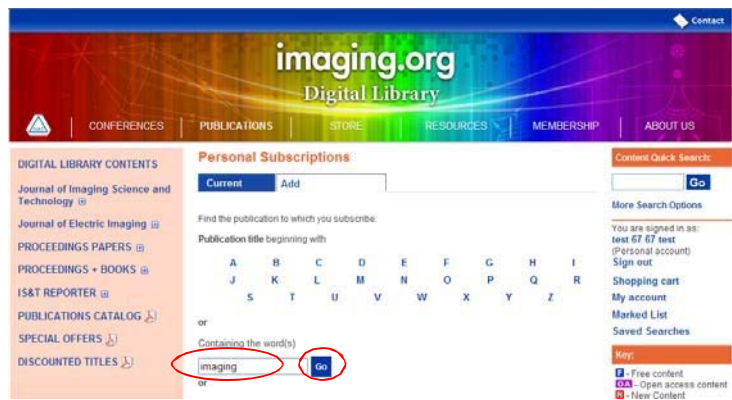 Contact
imaging.org
Digital Library
CONFERENCES
PUBLICATIONS
STORE
RESOURCES
MEMBERSHIP
ABOUT US
DIGITAL LIBRARY CONTENTS
Journal of Imaging Science and
Technology
Journal of Electric Imaging
PROCEEDINGS PAPERS
PROCEEDINGS + BOOKS
IS&T REPORTER
PUBLICATIONS CATALOG
SPECIAL OFFERS
DISCOUNTED TITLES
Personal Subscriptions
Current
Add
Find the publication to which you subscribe:
Publication title beginning with
A B C D E F G H I
J K L M N O P Q R
S T U V W X Y Z
or
Containing the word(s)
imaging
Go
or
Content Quick Search:
Go
More Search Options
You are signed in as:
test 67 67 test
(Personal account)
Sign out
Shopping cart
My account
Marked List
Saved Searches
Key:
F - Free content
OA - Open access content
N - New Content